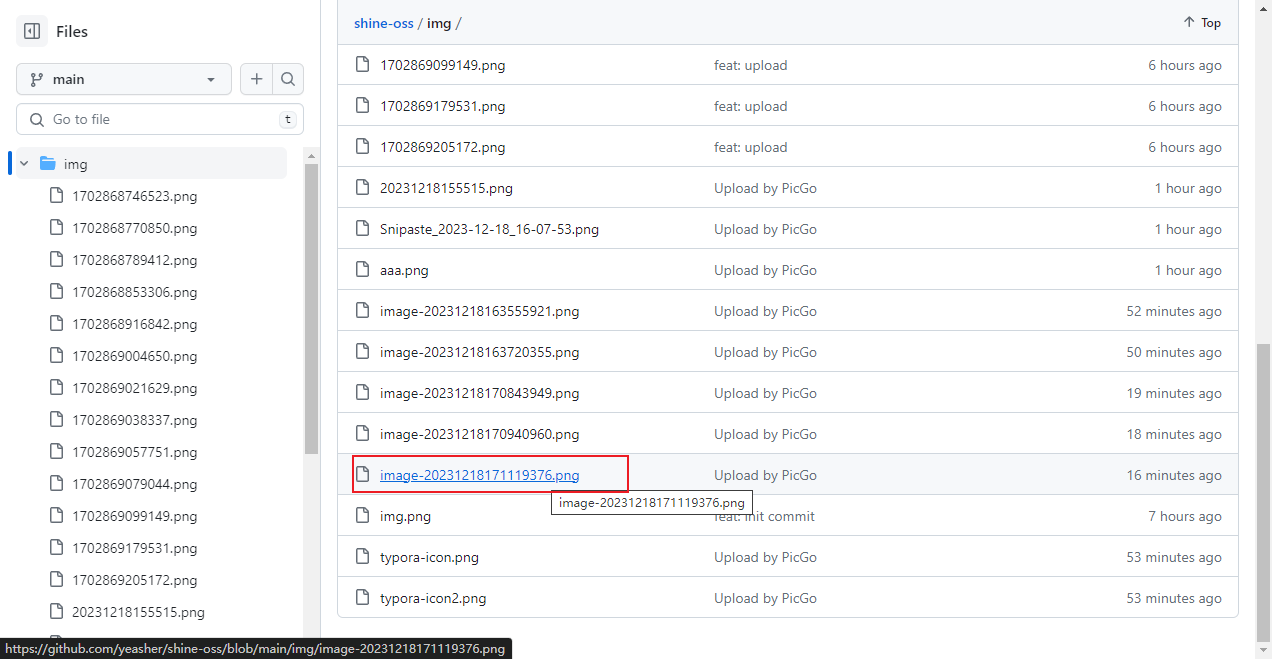 Files
main
Go to file
t
img
1702868746523.png
1702868770850.png
1702868789412.png
1702868853306.png
1702868916842.png
1702869004650.png
1702869021629.png
1702869038337.png
1702869057751.png
1702869079044.png
1702869099149.png
1702869179531.png
1702869205172.png
20231218155515.png
shine-oss / img /
Top
1702869099149.png feat: upload 6 hours ago
1702869179531.png feat: upload 6 hours ago
1702869205172.png feat: upload 6 hours ago
20231218155515.png Upload by PicGo 1 hour ago
Snipaste_2023-12-18_16-07-53.png Upload by PicGo 1 hour ago
aaa.png Upload by PicGo 1 hour ago
image-20231218163555921.png Upload by PicGo 52 minutes ago
image-20231218163720355.png Upload by PicGo 50 minutes ago
image-20231218170843949.png Upload by PicGo 19 minutes ago
image-20231218170940960.png Upload by PicGo 18 minutes ago
image-20231218171119376.png Upload by PicGo 16 minutes ago
image-20231218171119376.png
img.png feat: init commit 7 hours ago
typora-icon.png Upload by PicGo 53 minutes ago
typora-icon2.png Upload by PicGo 53 minutes ago
https://github.com/yeasher/shine-oss/blob/main/img/image-20231218171119376.png